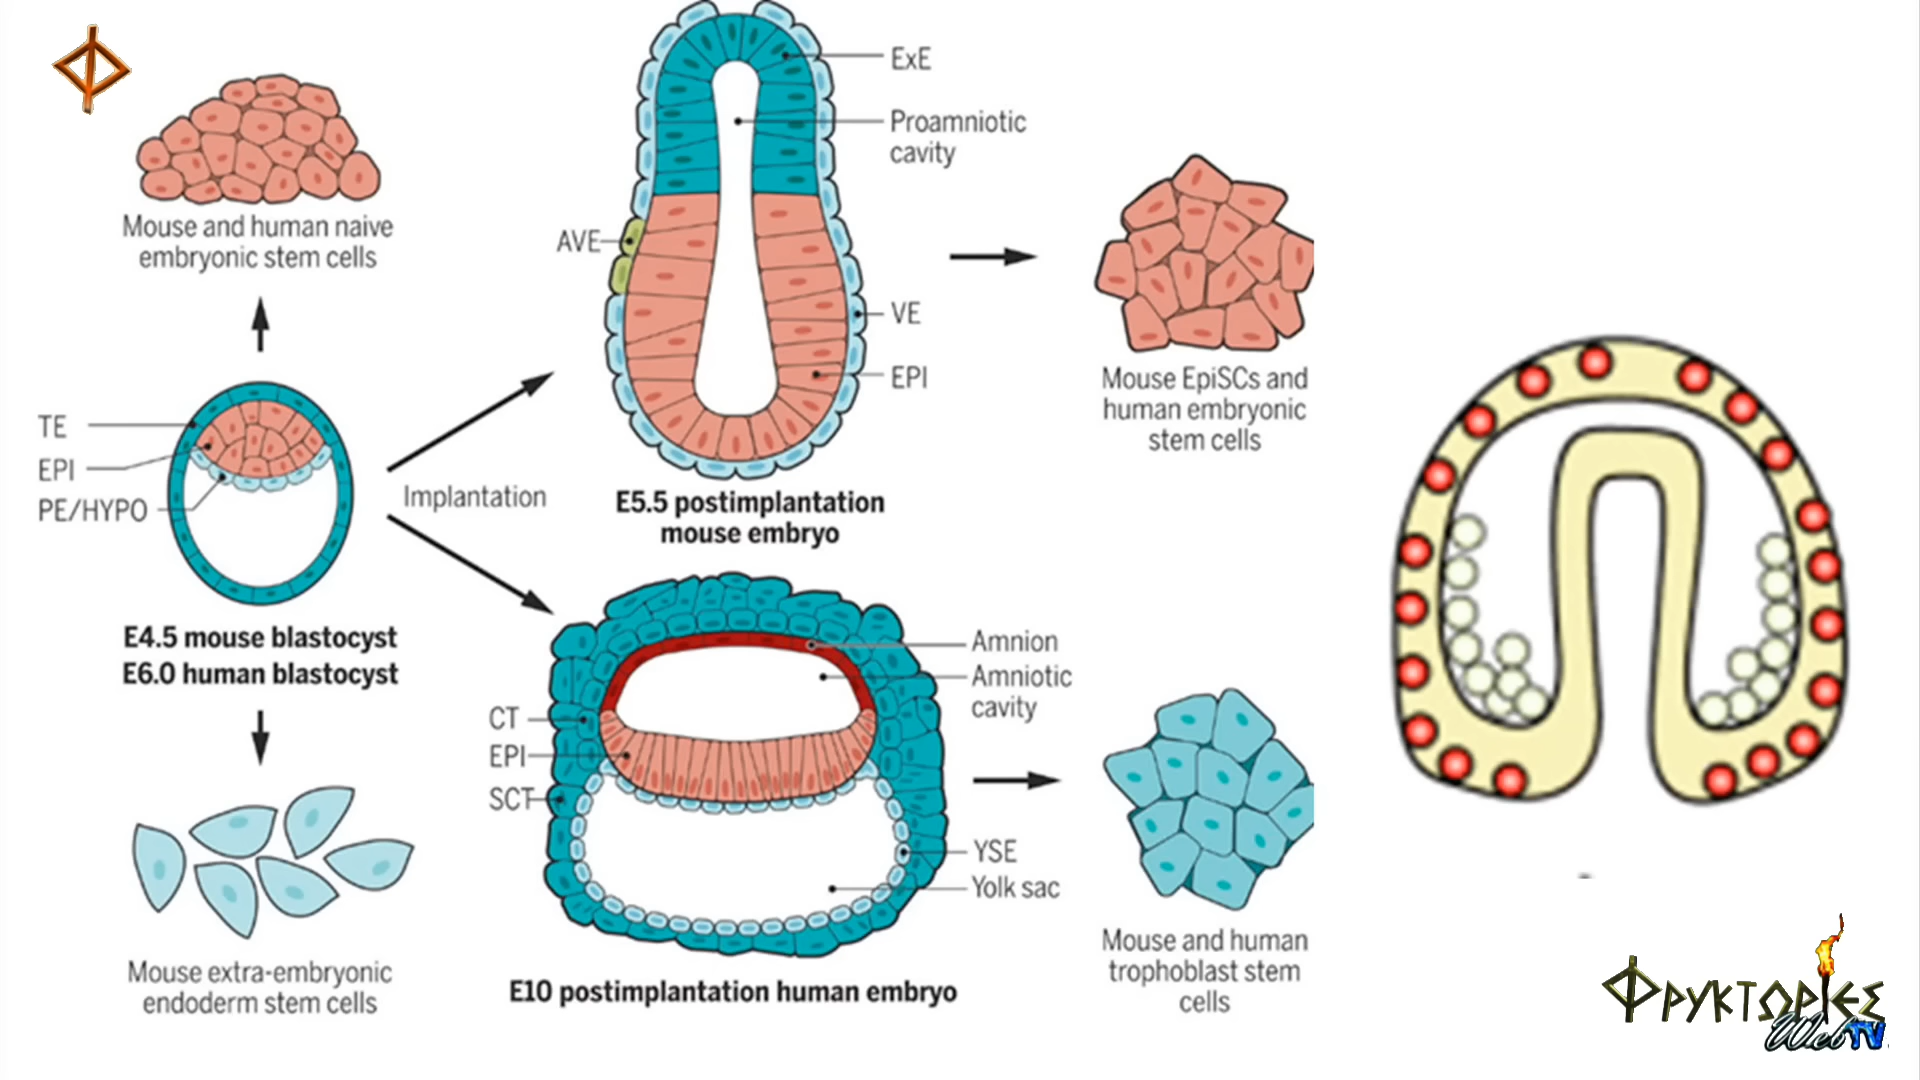 Mouse and human naive
embryonic stem cells
TE
EPI
PE/HYPO
E4.5 mouse blastocyst
E6.0 human blastocyst
Mouse extra-embryonic
endoderm stem cells
Implantation
ExE
Proamniotic
cavity
AVE
VE
EPI
E5.5 postimplantation
mouse embryo
Mouse EpiSCs and
human embryonic
stem cells
Amnion
Amniotic
cavity
CT
EPI
SCT
YSE
Yolk sac
E10 postimplantation human embryo
Mouse and human
trophoblast stem
cells
Φ
ΦΡΥΚΤΩΡΙΕΣ
WebTV